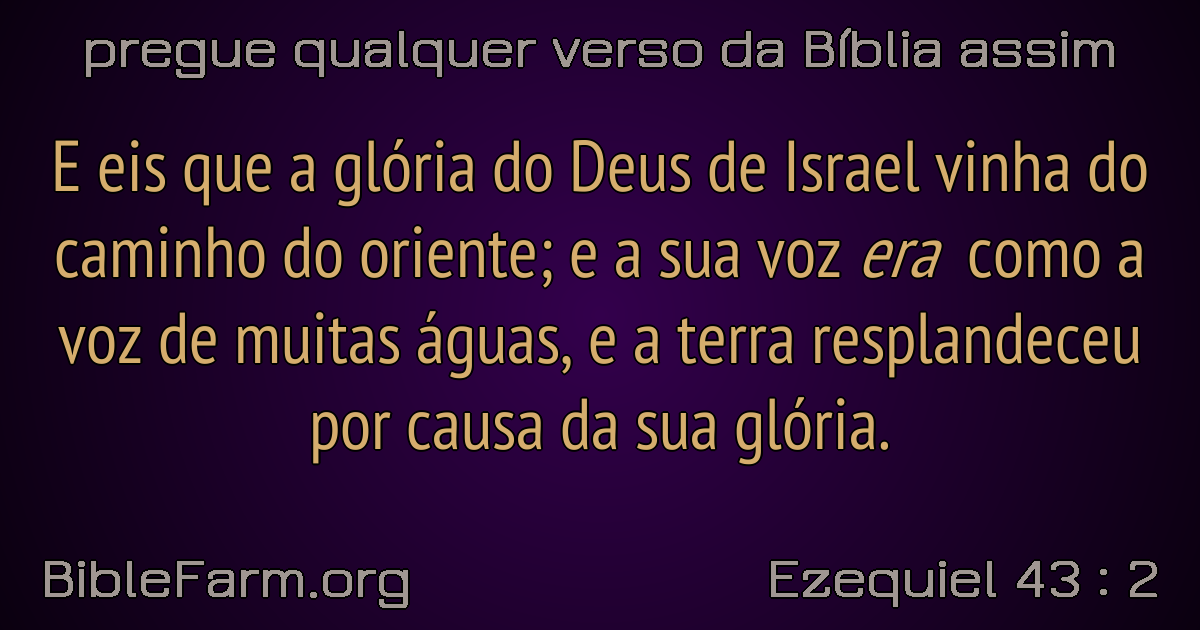 pregue qualquer verso da Bíblia assim
E eis que a glória do Deus de Israel vinha do
caminho do oriente; e a sua voz era como a
voz de muitas águas, e a terra resplandeceu
por causa da sua glória.
BibleFarm.org
Ezequiel 43 : 2